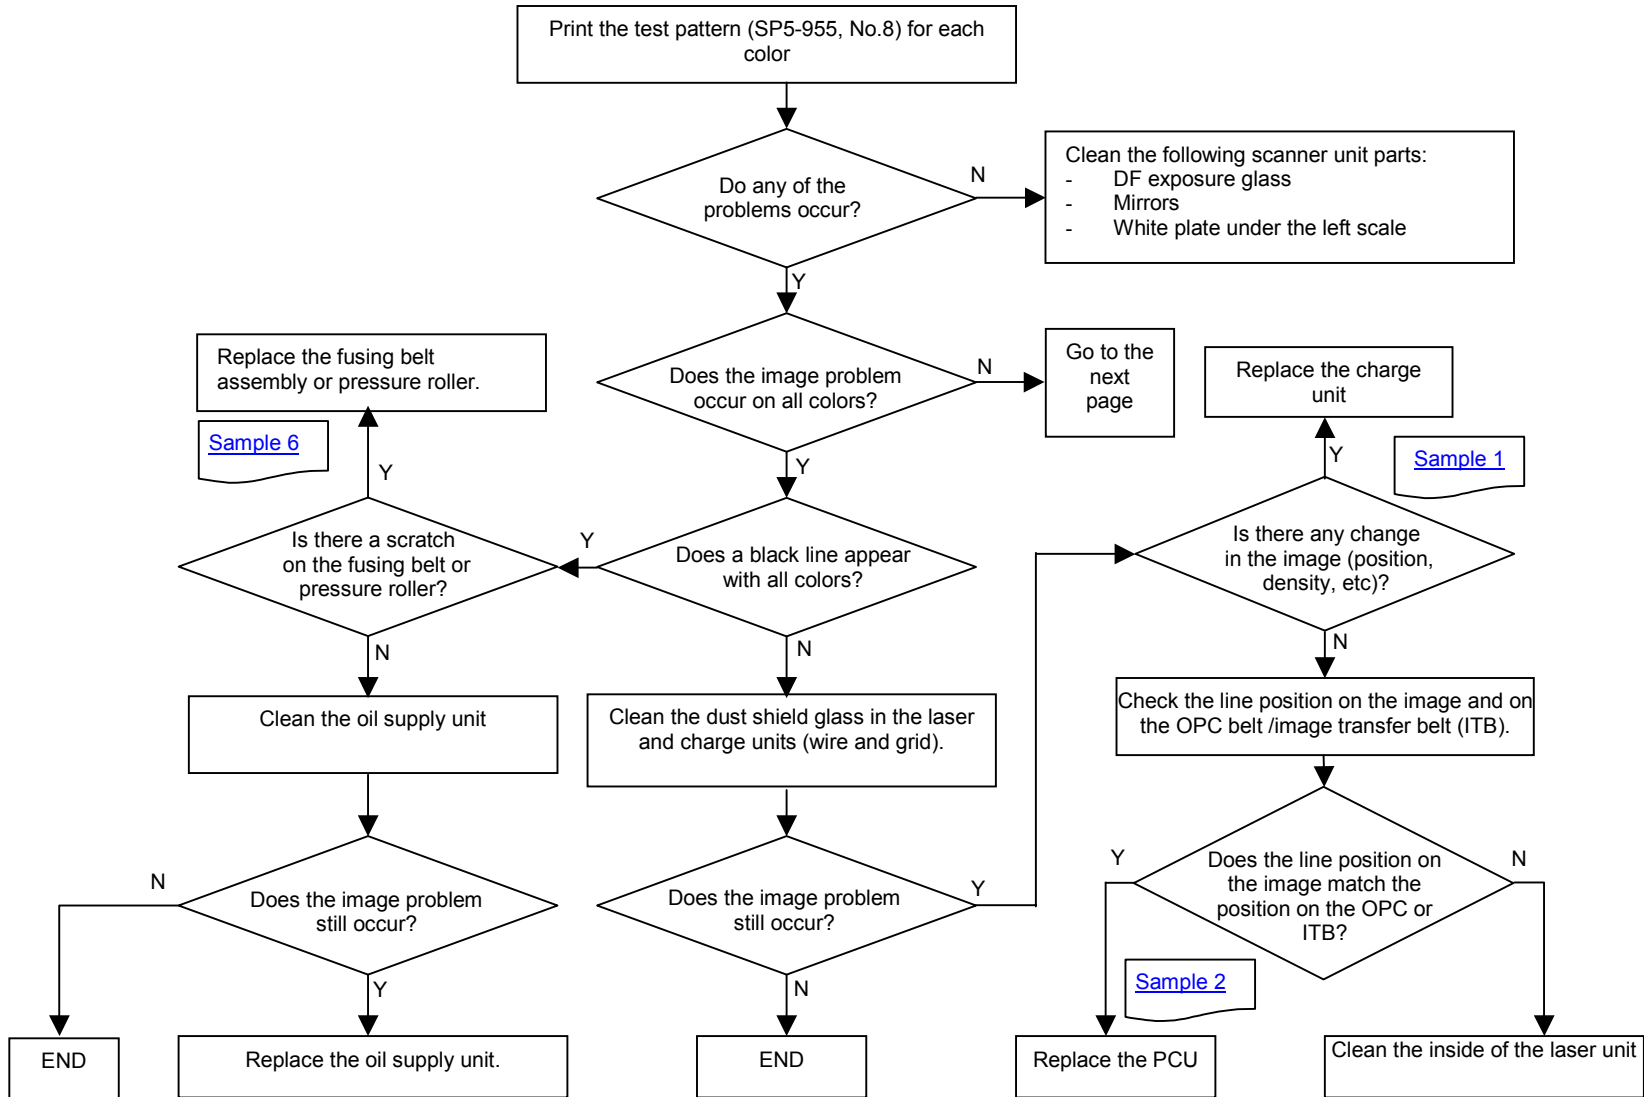 Print the test pattern (SP5-955, No.8) for each
color
Do any of the
problems occur?
N
Clean the following scanner unit parts:
- DF exposure glass
- Mirrors
- White plate under the left scale
Y
Does the image problem
occur on all colors?
N
Go to the
next
page
Replace the fusing belt
assembly or pressure roller.
Sample 6
Y
Replace the charge
unit
Y
Sample 1
Y
Is there a scratch
on the fusing belt or
pressure roller?
Y
Does a black line appear
with all colors?
Is there any change
in the image (position,
density, etc)?
N
N
N
Clean the oil supply unit
Clean the dust shield glass in the laser
and charge units (wire and grid).
Check the line position on the image and on
the OPC belt /image transfer belt (ITB).
N
Does the image problem
still occur?
Y
Does the image problem
still occur?
Y
N
Y
Does the line position on
the image match the
position on the OPC or
ITB?
N
Sample 2
END
Replace the oil supply unit.
END
Replace the PCU
Clean the inside of the laser unit